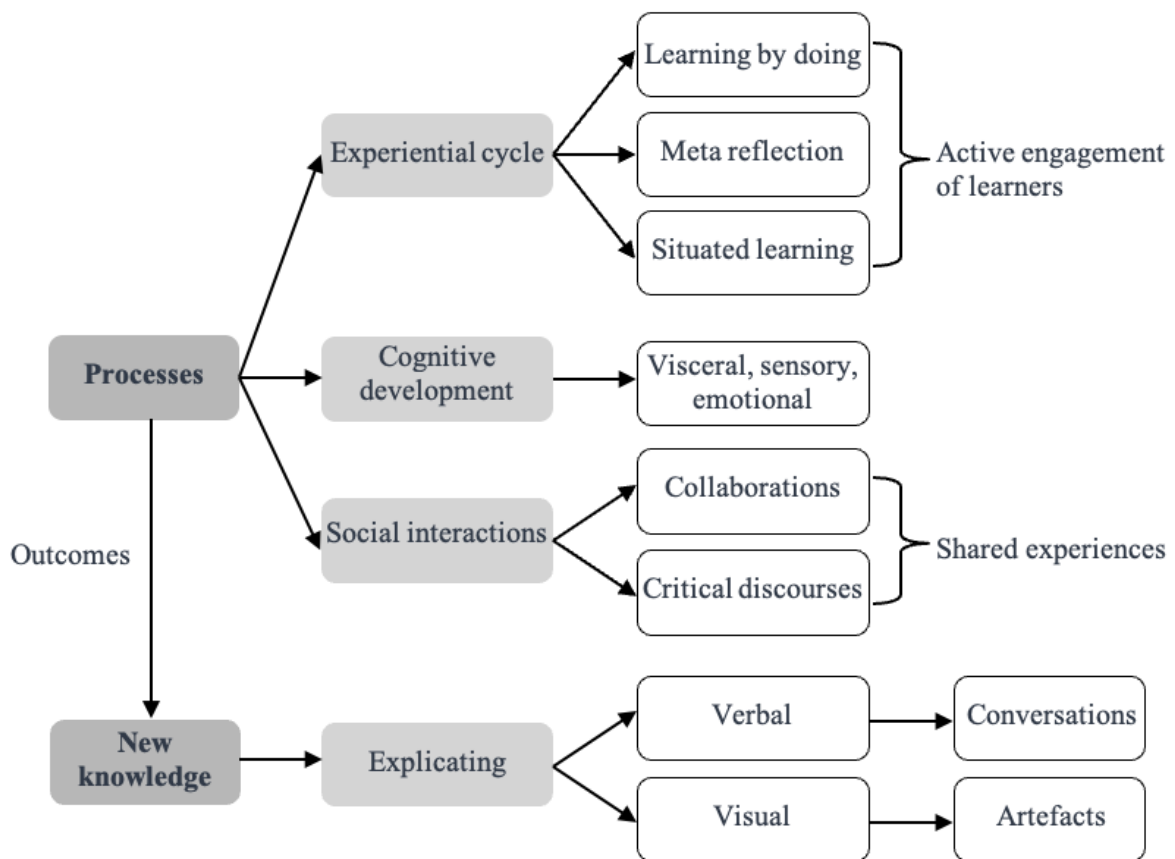 Learning by doing
Experiential cycle
Meta reflection
Active engagement
of learners
Situated learning
Processes
Cognitive
development
Visceral, sensory,
emotional
Collaborations
Social interactions
Shared experiences
Critical discourses
Outcomes
New
knowledge
Explicating
Verbal
Conversations
Visual
Artefacts